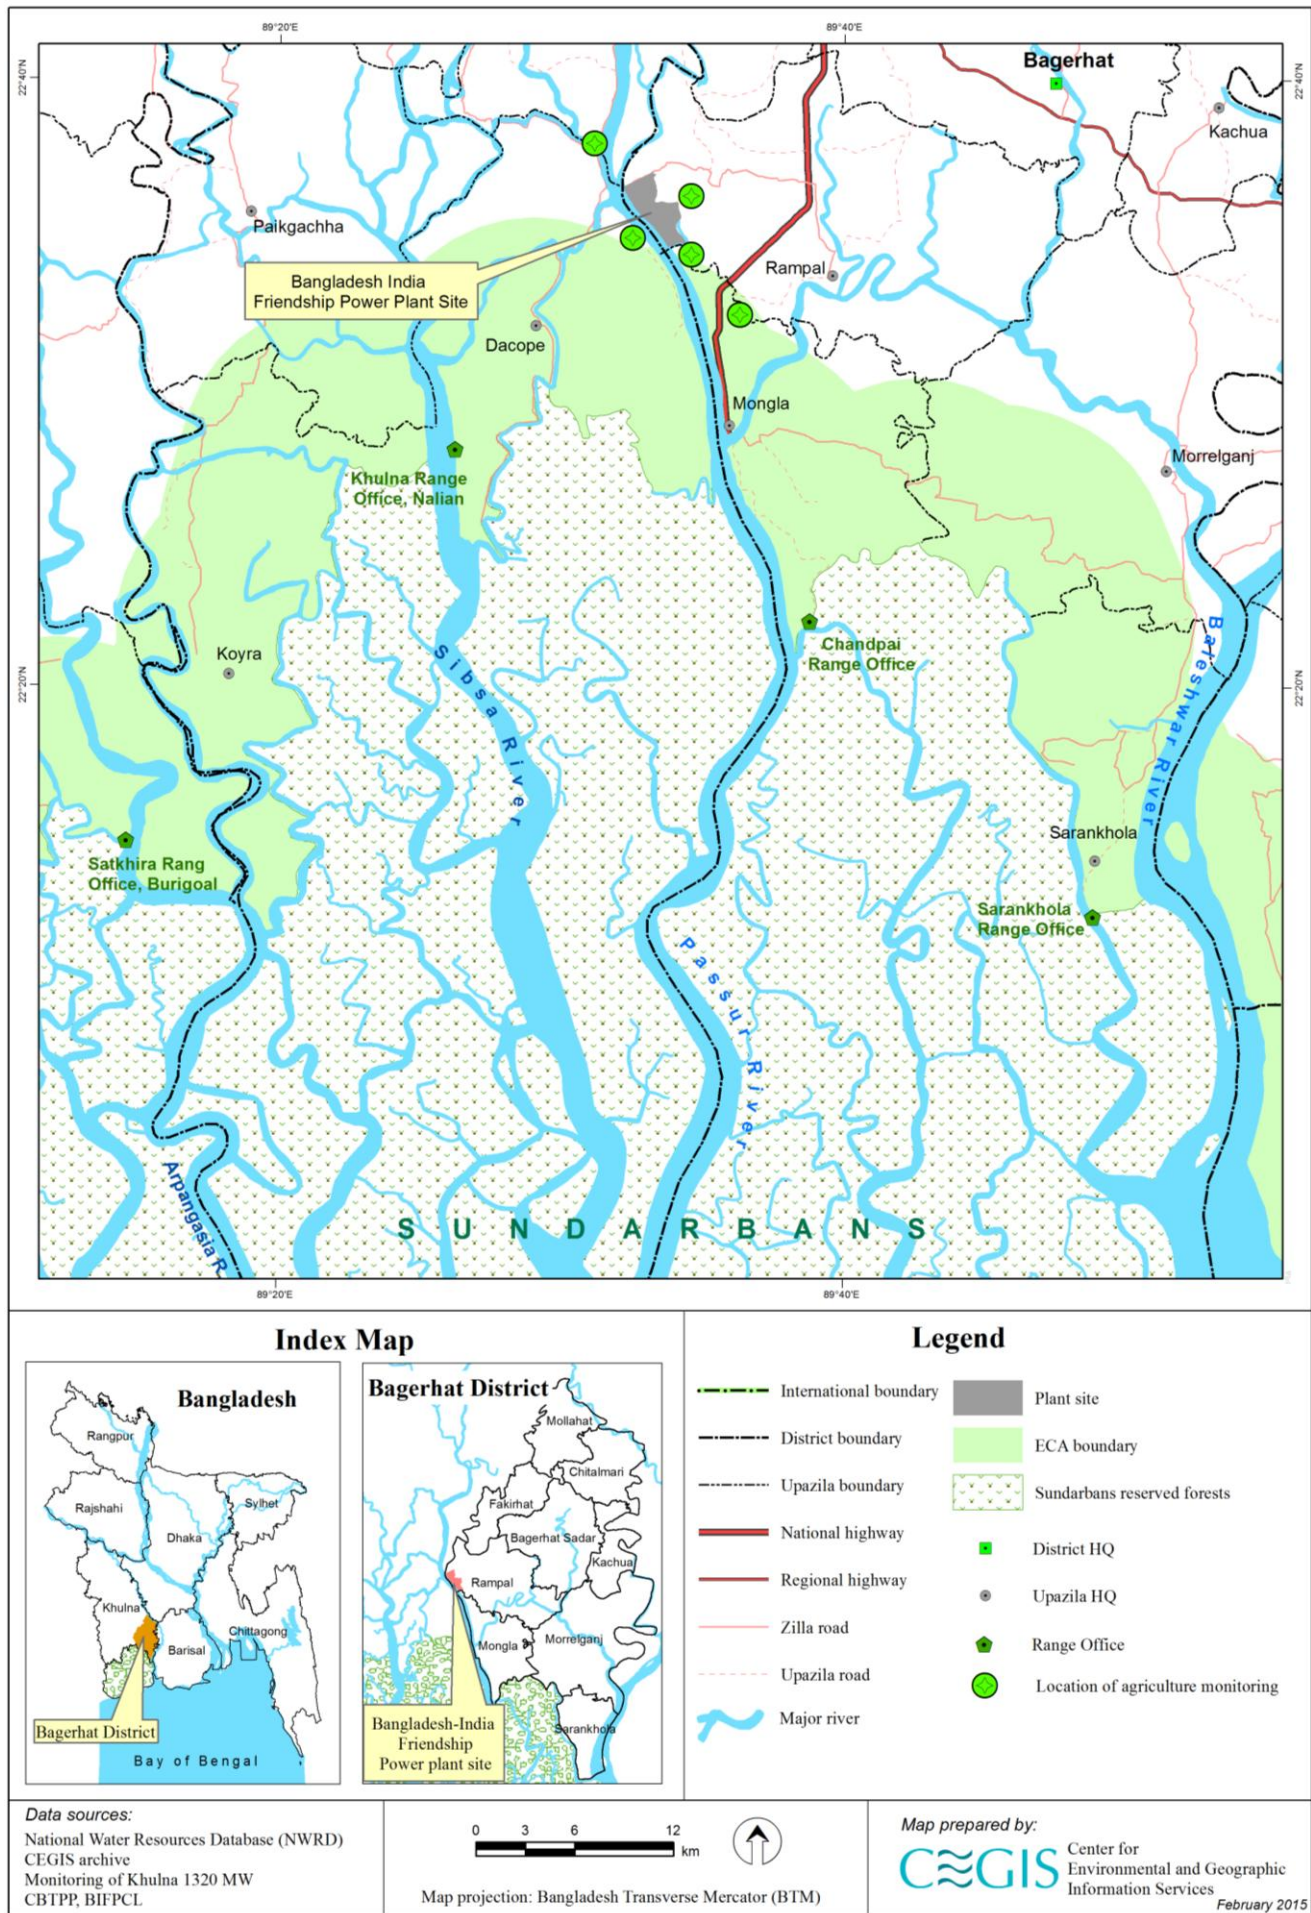 89°20'E
89°40'E
22°40'N
22°40'N
Bagerhat
Kachua
Paikgachha
Bangladesh India
Friendship Power Plant Site
Rampal
Dacope
Mongla
Morrelganj
Khulna Range
Office, Nalian
Chandpai
Range Office
Koyra
Sibsa River
Baleshwar River
22°20'N
22°20'N
Sarankhola
Satkhira Rang
Office, Burigoal
Sarankhola
Range Office
Passur River
Arpangasia R.
SUNDARBANS
89°20'E
89°40'E
Index Map
Bangladesh
Rangpur
Rajshahi
Sylhet
Dhaka
Khulna
Barisal
Chittagong
Bagerhat District
Bay of Bengal
Bagerhat District
Mollahat
Chitalmari
Fakirhat
Bagerhat Sadar
Kachua
Rampal
Mongla
Morrelganj
Sarankhola
Bangladesh-India
Friendship
Power plant site
Legend
International boundary
District boundary
Upazila boundary
National highway
Regional highway
Zilla road
Upazila road
Major river
Plant site
ECA boundary
Sundarbans reserved forests
District HQ
Upazila HQ
Range Office
Location of agriculture monitoring
Data sources:
National Water Resources Database (NWRD)
CEGIS archive
Monitoring of Khulna 1320 MW
CBTPP, BIFPCL
0 3 6 12
km
Map projection: Bangladesh Transverse Mercator (BTM)
Map prepared by:
CEGIS
Center for
Environmental and Geographic
Information Services
February 2015